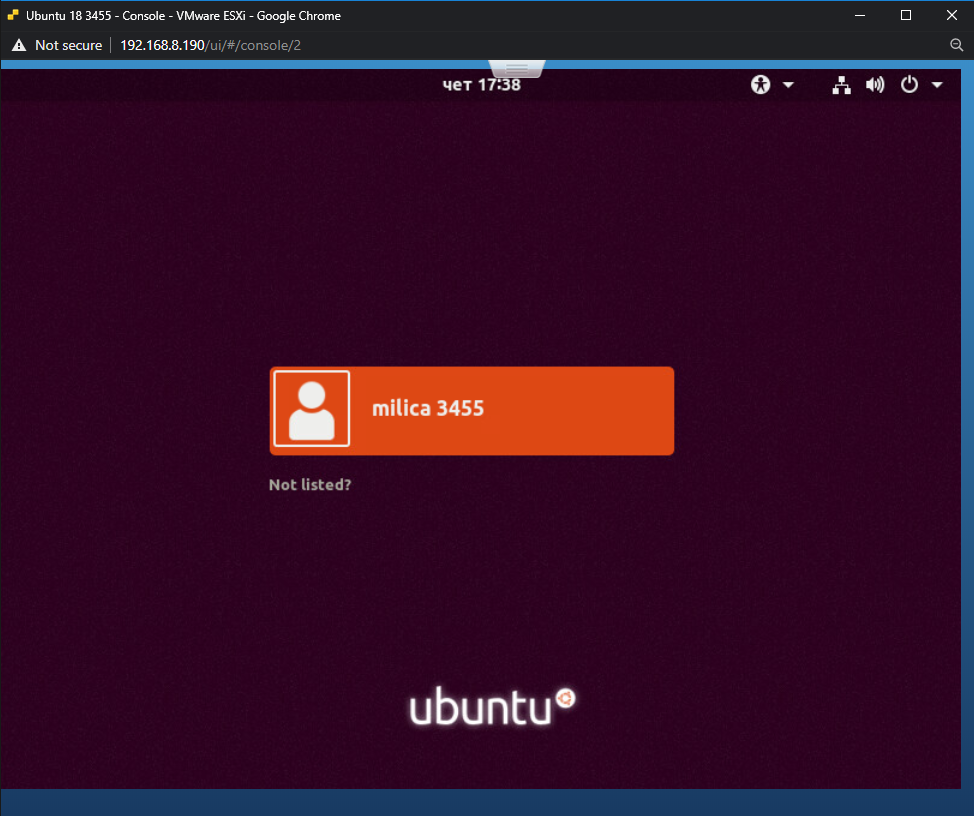 Ubuntu 18 3455 - Console - VMware ESXi - Google Chrome
Not secure 192.168.8.190/ui/#/console/2
чет 17:38
milica 3455
Not listed?
ubuntu